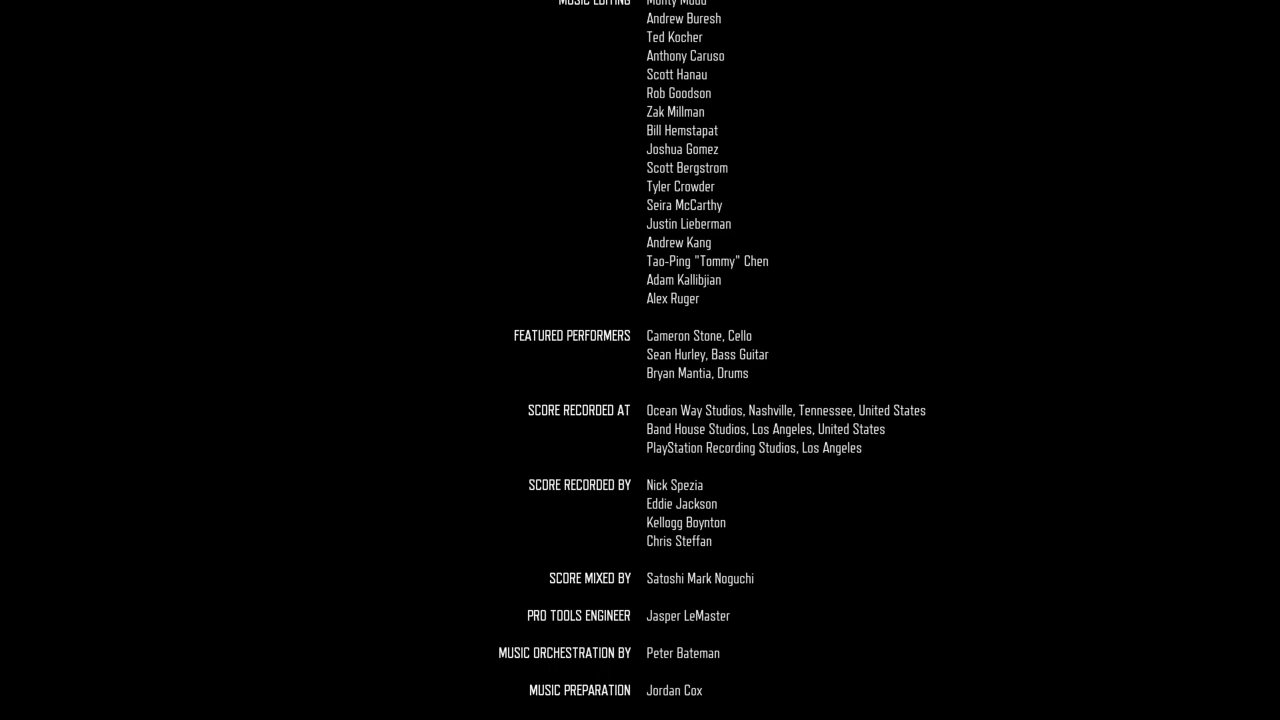 MUSIC EDITING Monty Mudd
Andrew Buresh
Ted Kocher
Anthony Caruso
Scott Hanau
Rob Goodson
Zak Millman
Bill Hemstapat
Joshua Gomez
Scott Bergstrom
Tyler Crowder
Seira McCarthy
Justin Lieberman
Andrew Kang
Tao-Ping "Tommy" Chen
Adam Kallibjian
Alex Ruger
FEATURED PERFORMERS Cameron Stone, Cello
Sean Hurley, Bass Guitar
Bryan Mantia, Drums
SCORE RECORDED AT Ocean Way Studios, Nashville, Tennessee, United States
Band House Studios, Los Angeles, United States
PlayStation Recording Studios, Los Angeles
SCORE RECORDED BY Nick Spezia
Eddie Jackson
Kellogg Boynton
Chris Steffan
SCORE MIXED BY Satoshi Mark Noguchi
PRO TOOLS ENGINEER Jasper LeMaster
MUSIC ORCHESTRATION BY Peter Bateman
MUSIC PREPARATION Jordan Cox